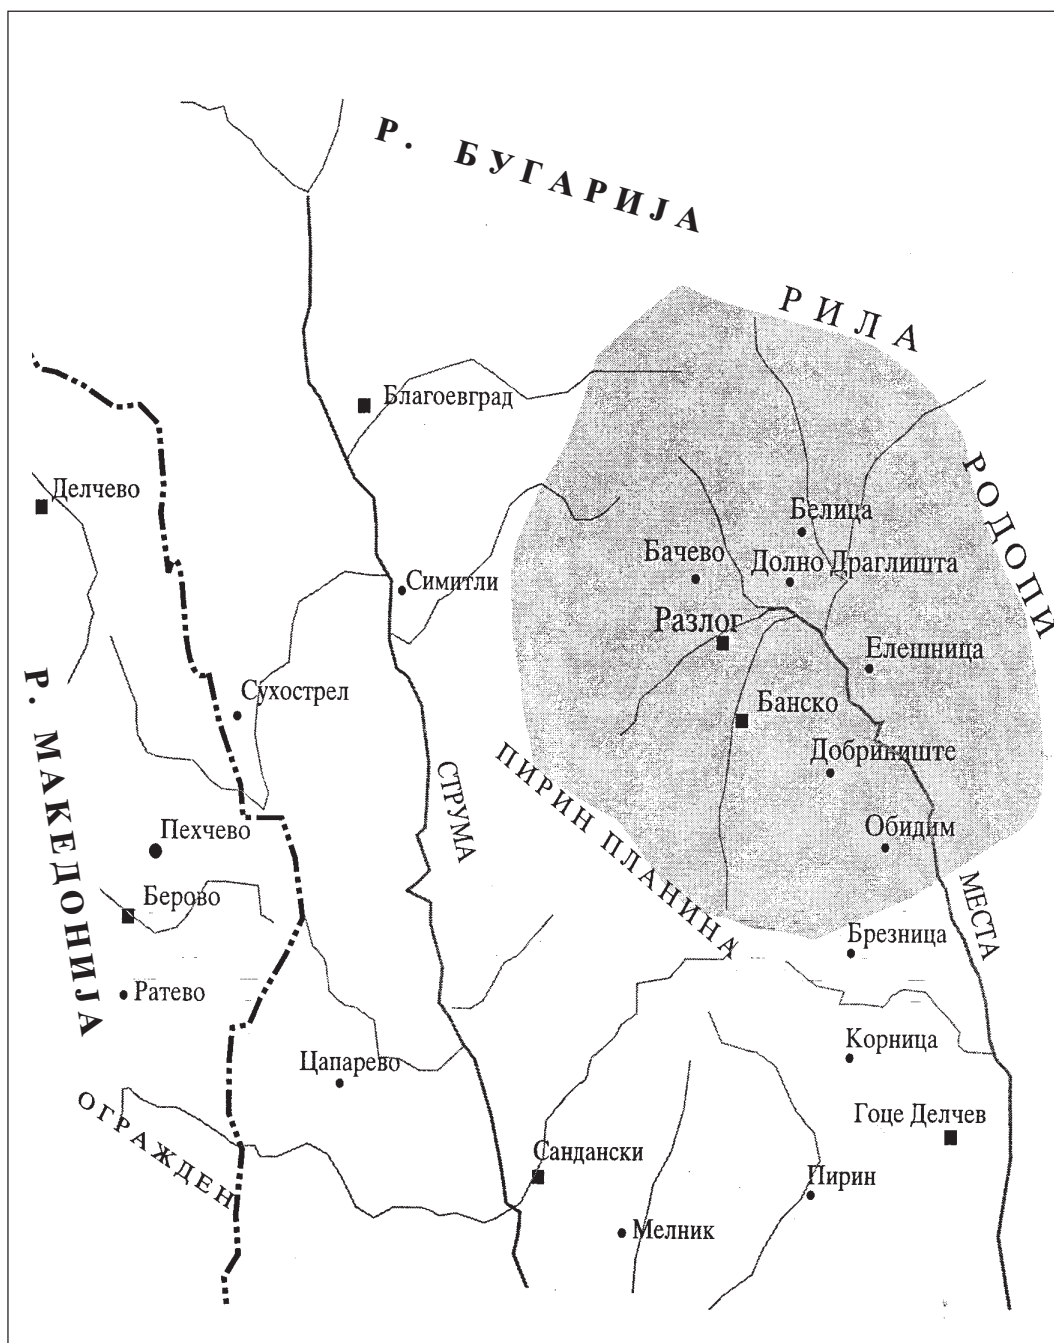 Р. БУГАРИЈА
РИЛА
Благоевград
РОДОПИ
Делчево
Белица
Бачево
Долно Драглишта
Симитли
Разлог
Елешница
Р. МАКЕДОНИЈА
Сухострел
Банско
ПИРИН ПЛАНИНА
Добриниште
СТРУМА
Пехчево
Обидим
Берово
МЕСТА
Брезница
Ратево
Корница
Цапарево
ОГРАЖДЕН
Гоце Делчев
Сандански
Пирин
Мелник